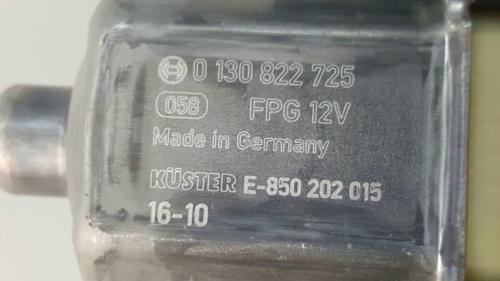 0 130 822 725
058 FPG 12V
Made in Germany
KÜSTER E-850 202 015
16-10